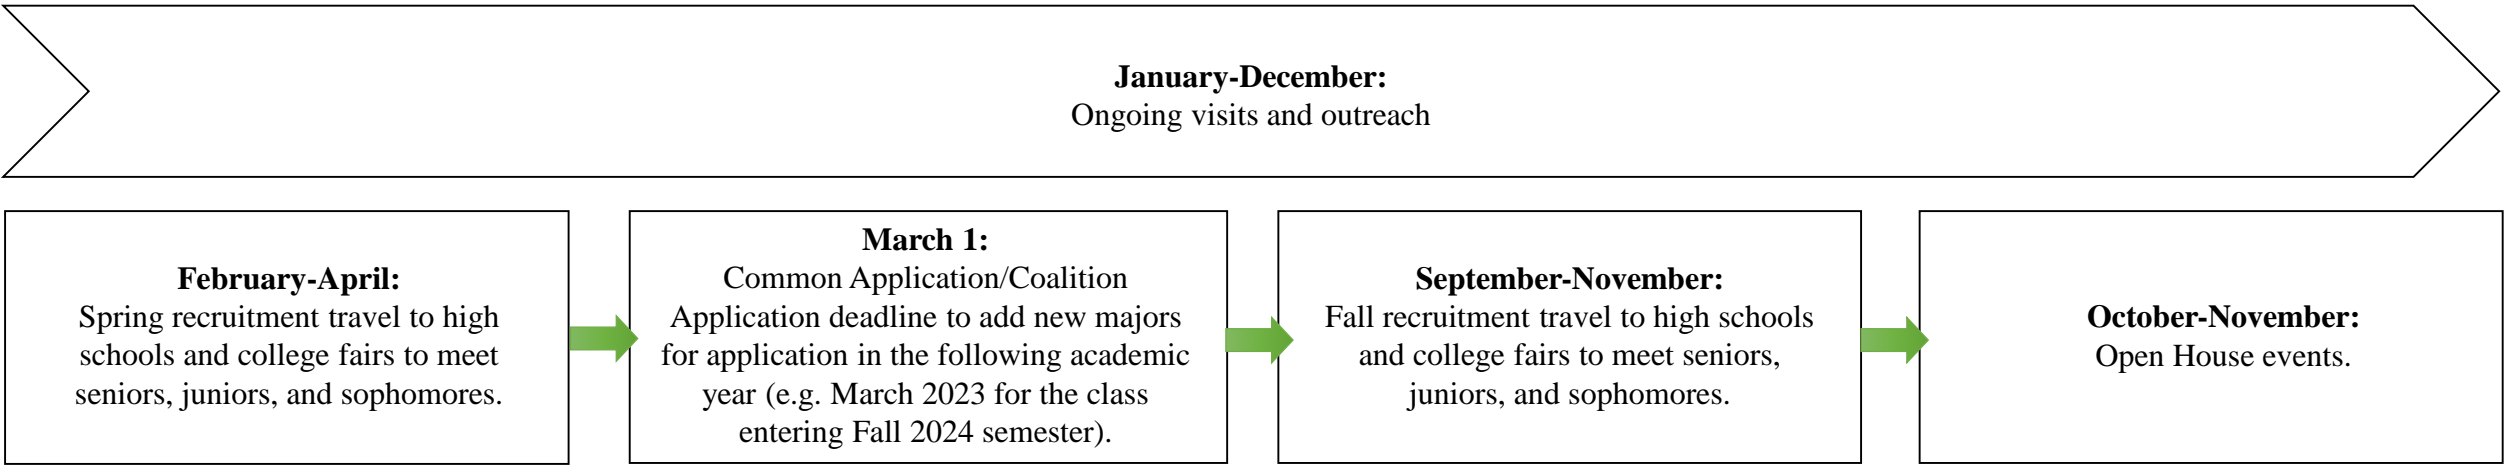 January-December:
Ongoing visits and outreach
February-April:
Spring recruitment travel to high
schools and college fairs to meet
seniors, juniors, and sophomores.
March 1:
Common Application/Coalition
Application deadline to add new majors
for application in the following academic
year (e.g. March 2023 for the class
entering Fall 2024 semester).
September-November:
Fall recruitment travel to high schools
and college fairs to meet seniors,
juniors, and sophomores.
October-November:
Open House events.